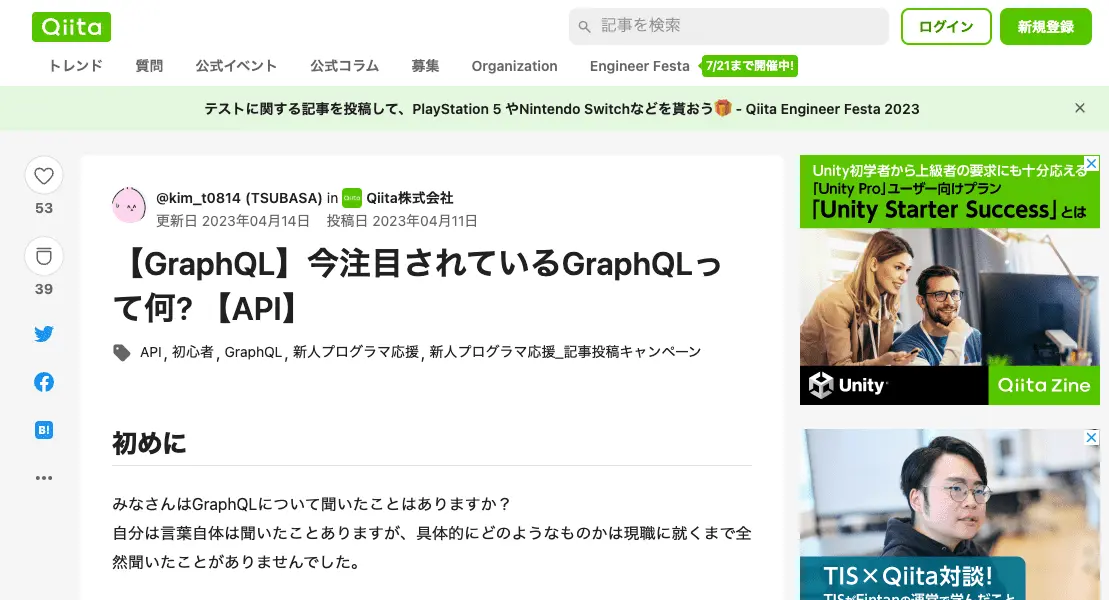 Qiita
記事を検索
ログイン
新規登録
トレンド 質問 公式イベント 公式コラム 募集 Organization Engineer Festa 7/21まで開催中!
テストに関する記事を投稿して、PlayStation 5 やNintendo Switchなどを貰おう🎁 - Qiita Engineer Festa 2023
53
39
B!
@kim_t0814 (TSUBASA) in Qiita Qiita株式会社
更新日 2023年04月14日 投稿日 2023年04月11日
【GraphQL】今注目されているGraphQLっ
て何? 【API】
API, 初心者, GraphQL, 新人プログラマ応援, 新人プログラマ応援_記事投稿キャンペーン
初めに
みなさんはGraphQLについて聞いたことはありますか？
自分は言葉自体は聞いたことありますが、具体的にどのようなものかは現職に就くまで全
然聞いたことがありませんでした。
Unity初学者から上級者の要求にも十分応える
「Unity Pro」ユーザー向けプラン
「Unity Starter Success」とは
Unity
Qiita Zine
TIS×Qiita対談!
TISがFintanの運営で学んだこと